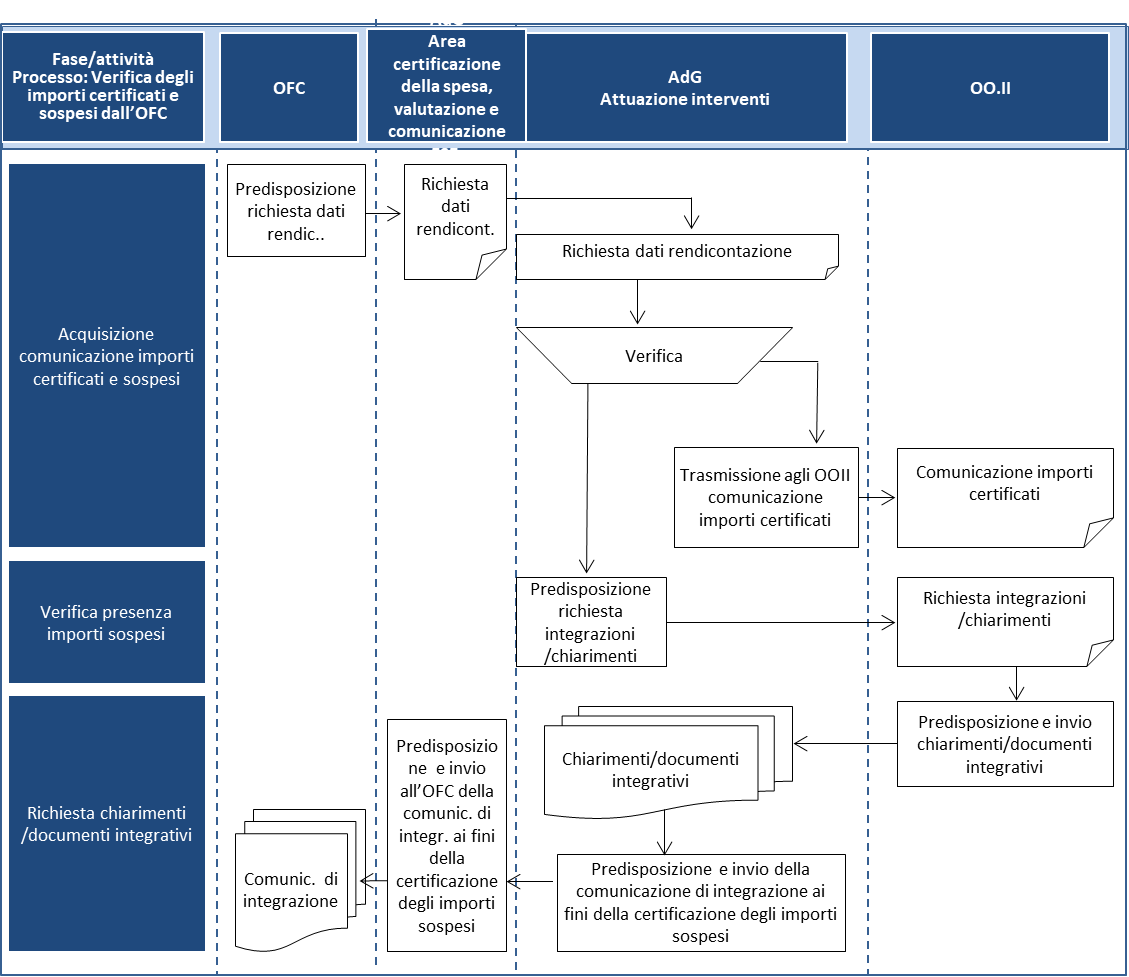 Fase/attività
Processo: Verifica degli
importi certificati e
sospesi dall’OFC
OFC
Area
certificazione
della spesa,
valutazione e
comunicazione
AdG
Attuazione interventi
OO.II
Acquisizione
comunicazione importi
certificati e sospesi
Predisposizione
richiesta dati
rendic..
Richiesta
dati
rendicont.
Richiesta dati rendicontazione
Verifica
Trasmissione agli OOII
comunicazione
importi certificati
Comunicazione importi
certificati
Verifica presenza
importi sospesi
Predisposizione
richiesta
integrazioni
/chiarimenti
Richiesta integrazioni
/chiarimenti
Richiesta chiarimenti
/documenti integrativi
Predisposizione e invio
chiarimenti/documenti
integrativi
Chiarimenti/documenti
integrativi
Predisposizione e invio della
comunicazione di integrazione ai
fini della certificazione degli importi
sospesi
Predisposizio
ne e invio
all’OFC della
comunic. di
integr. ai fini
della
certificazione
degli importi
sospesi
Comunic. di
integrazione